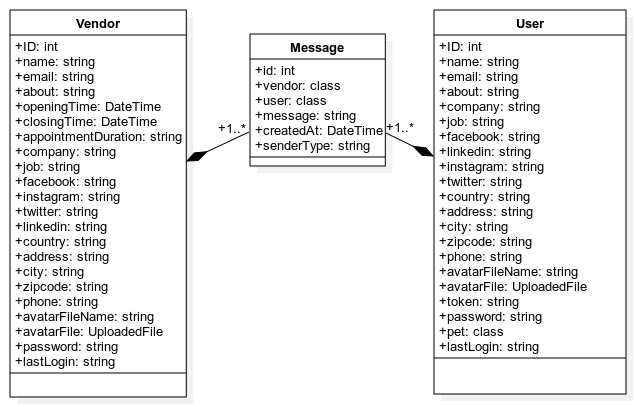 Vendor
+ID: int
+name: string
+email: string
+about: string
+openingTime: DateTime
+closingTime: DateTime
+appointmentDuration: string
+company: string
+job: string
+facebook: string
+instagram: string
+twitter: string
+linkedin: string
+country: string
+address: string
+city: string
+zipcode: string
+phone: string
+avatarFileName: string
+avatarFile: UploadedFile
+password: string
+lastLogin: string
+1..*
Message
+id: int
+vendor: class
+user: class
+message: string
+createdAt: DateTime
+senderType: string
+1..*
User
+ID: int
+name: string
+email: string
+about: string
+company: string
+job: string
+facebook: string
+linkedin: string
+instagram: string
+twitter: string
+country: string
+address: string
+city: string
+zipcode: string
+phone: string
+avatarFileName: string
+avatarFile: UploadedFile
+token: string
+password: string
+pet: class
+lastLogin: string